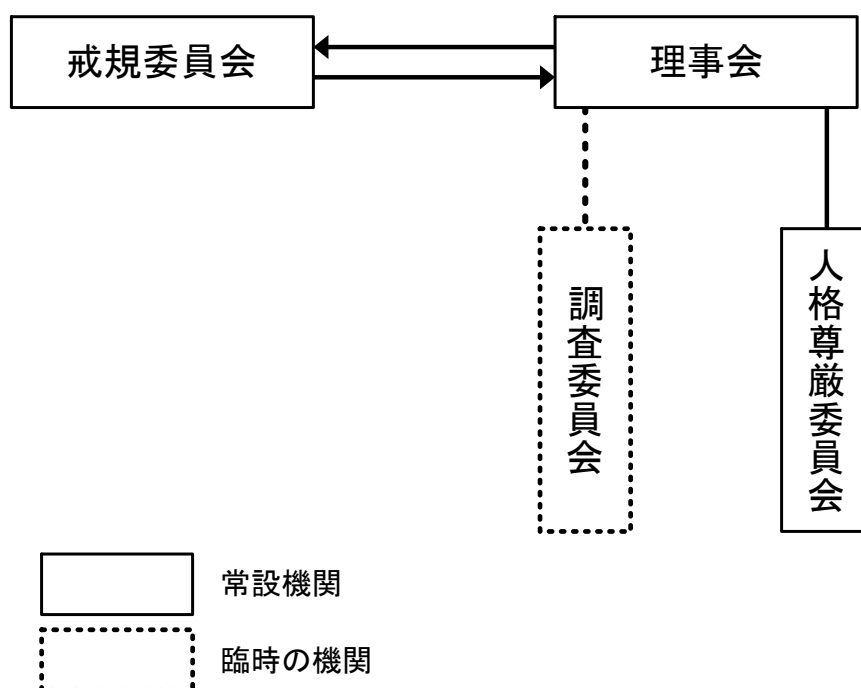 戒規委員会
理事会
調査委員会
人格尊厳委員会
常設機関
臨時の機関